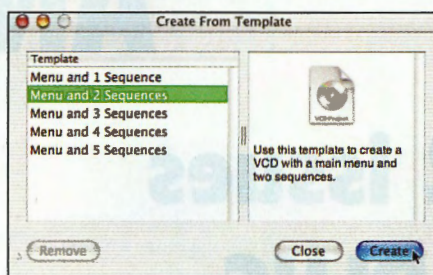 Create From Template
Template
Menu and 1 Sequence
Menu and 2 Sequences
Menu and 3 Sequences
Menu and 4 Sequences
Menu and 5 Sequences
VCD Project
Use this template to create a
VCD with a main menu and
two sequences.
Remove
Close
Create